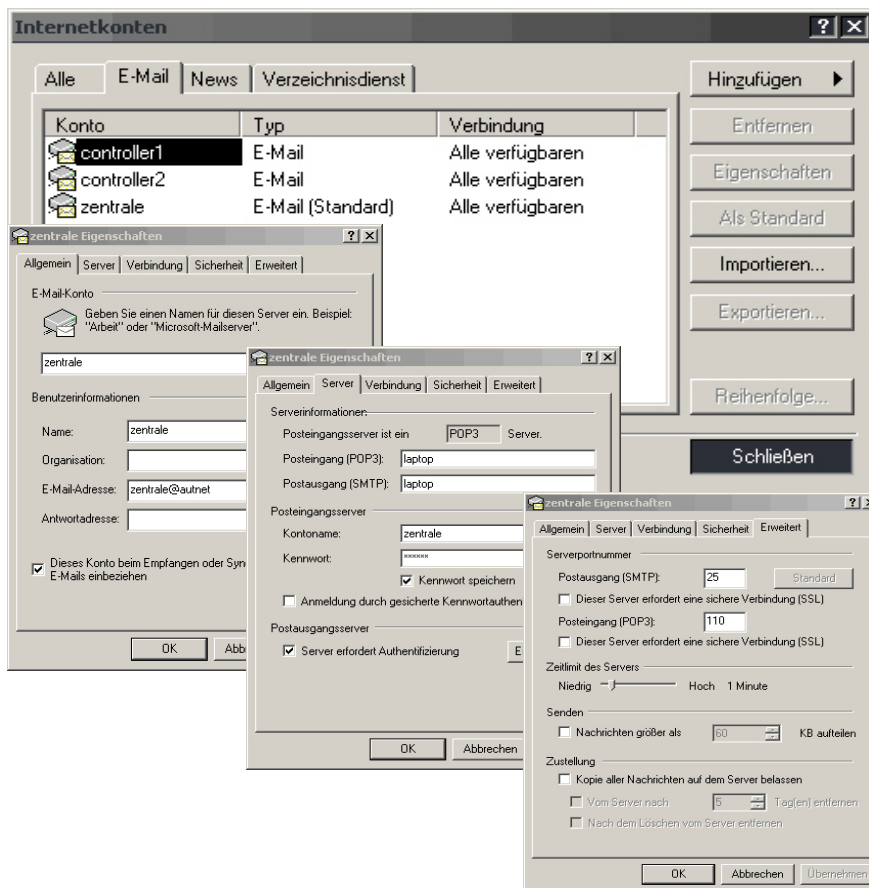 Internetkonten
Alle E-Mail News Verzeichnisdienst
Konto Typ Verbindung
controller1 E-Mail Alle verfügbaren
controller2 E-Mail Alle verfügbaren
zentrale E-Mail (Standard) Alle verfügbaren
Hinzufügen
Entfernen
Eigenschaften
Als Standard
Importieren...
Exportieren...
Reihenfolge...
Schließen
zentrale Eigenschaften
Allgemein Server Verbindung Sicherheit Erweitert
E-Mail-Konto
Geben Sie einen Namen für diesen Server ein. Beispiel:
"Arbeit" oder "Microsoft-Mailserver".
zentrale
Benutzerinformationen
Name: zentrale
Organisation:
E-Mail-Adresse: zentrale@autnet
Antwortadresse:
Dieses Konto beim Empfangen oder Syn
E-Mails einbeziehen
OK Abb
zentrale Eigenschaften
Allgemein Server Verbindung Sicherheit Erweitert
Serverinformationen:
Posteingangsserver ist ein POP3 Server.
Posteingang (POP3): laptop
Postausgang (SMTP): laptop
Posteingangsserver
Kontoname: zentrale
Kennwort: ******
Kennwort speichern
Anmeldung durch gesicherte Kennwortauthen
Postausgangsserver
Server erfordert Authentifizierung E
OK Abbrechen
zentrale Eigenschaften
Allgemein Server Verbindung Sicherheit Erweitert
Serverportnummer
Postausgang (SMTP): 25 Standard
Dieser Server erfordert eine sichere Verbindung (SSL)
Posteingang (POP3): 110
Dieser Server erfordert eine sichere Verbindung (SSL)
Zeitlimit des Servers
Niedrig Hoch 1 Minute
Senden
Nachrichten größer als 60 KB aufteilen
Zustellung
Kopie aller Nachrichten auf dem Server belassen
Vom Server nach 5 Tag(en) entfernen
Nach dem Löschen vom Server entfernen
OK Abbrechen Übernehmen